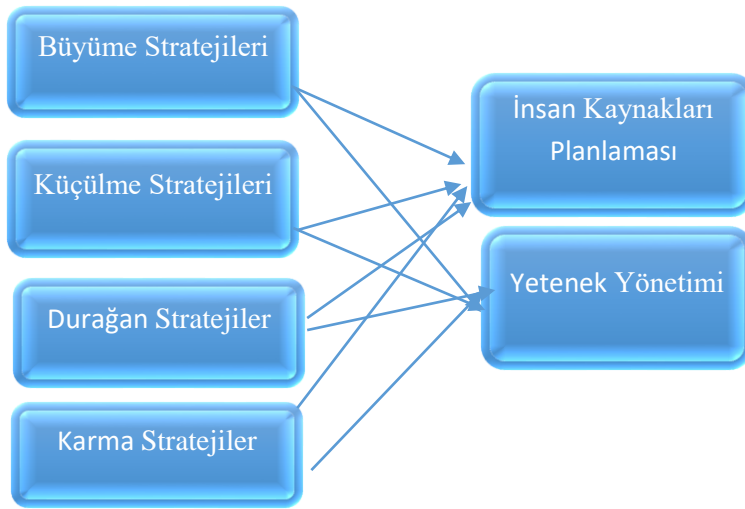 Büyüme Stratejileri
Küçülme Stratejileri
Durağan Stratejiler
Karma Stratejiler
İnsan Kaynakları
Planlaması
Yetenek Yönetimi